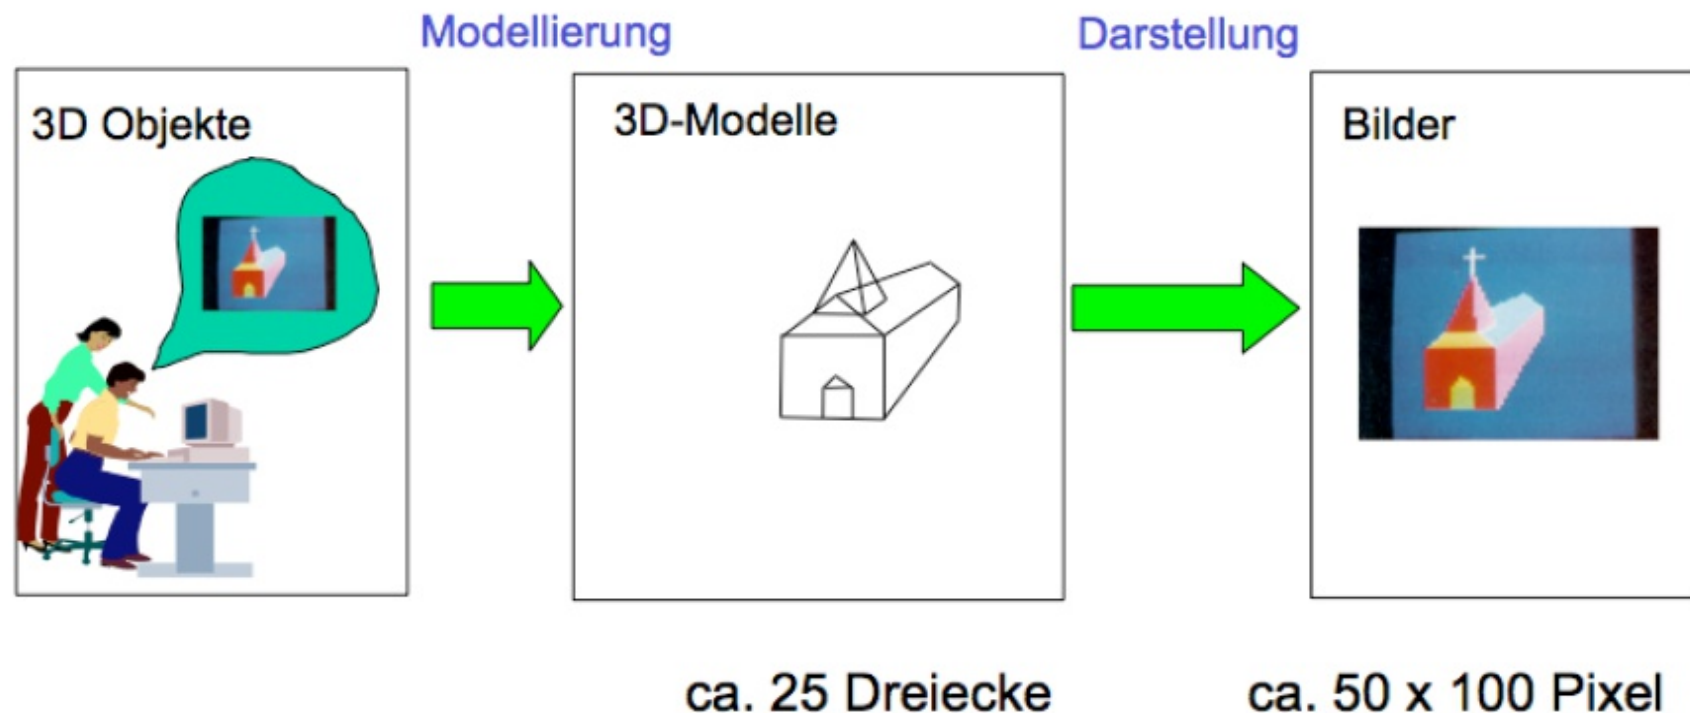 Modellierung
Darstellung
3D Objekte
3D-Modelle
Bilder
ca. 25 Dreiecke
ca. 50 x 100 Pixel